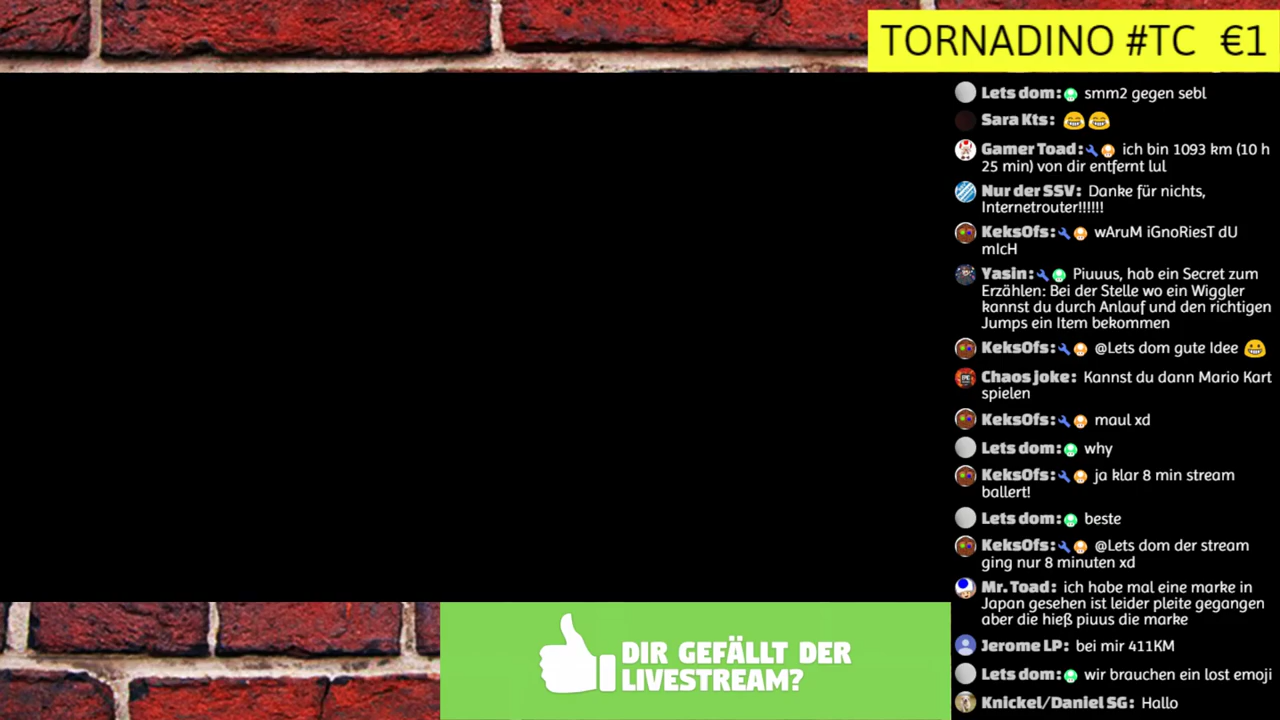 TORNADINO #TC €1
Lets dom: smm2 gegen sebl
Sara Kts: 😂😂
Gamer Toad: ich bin 1093 km (10 h
25 min) von dir entfernt lul
Nur der SSV: Danke für nichts,
Internetrouter!!!!!!
KeksOfs: wAruM iGnoRiesT dU
mIcH
Yasin: Piuuus, hab ein Secret zum
Erzählen: Bei der Stelle wo ein Wiggler
kannst du durch Anlauf und den richtigen
Jumps ein Item bekommen
KeksOfs: @Lets dom gute Idee 😀
Chaos joke: Kannst du dann Mario Kart
spielen
KeksOfs: maul xd
Lets dom: why
KeksOfs: ja klar 8 min stream
ballert!
Lets dom: beste
KeksOfs: @Lets dom der stream
ging nur 8 minuten xd
Mr. Toad: ich habe mal eine marke in
Japan gesehen ist leider pleite gegangen
aber die hieß piuus die marke
Jerome LP: bei mir 411KM
Lets dom: wir brauchen ein lost emoji
Knickel/Daniel SG: Hallo
DIR GEFÄLLT DER
LIVESTREAM?